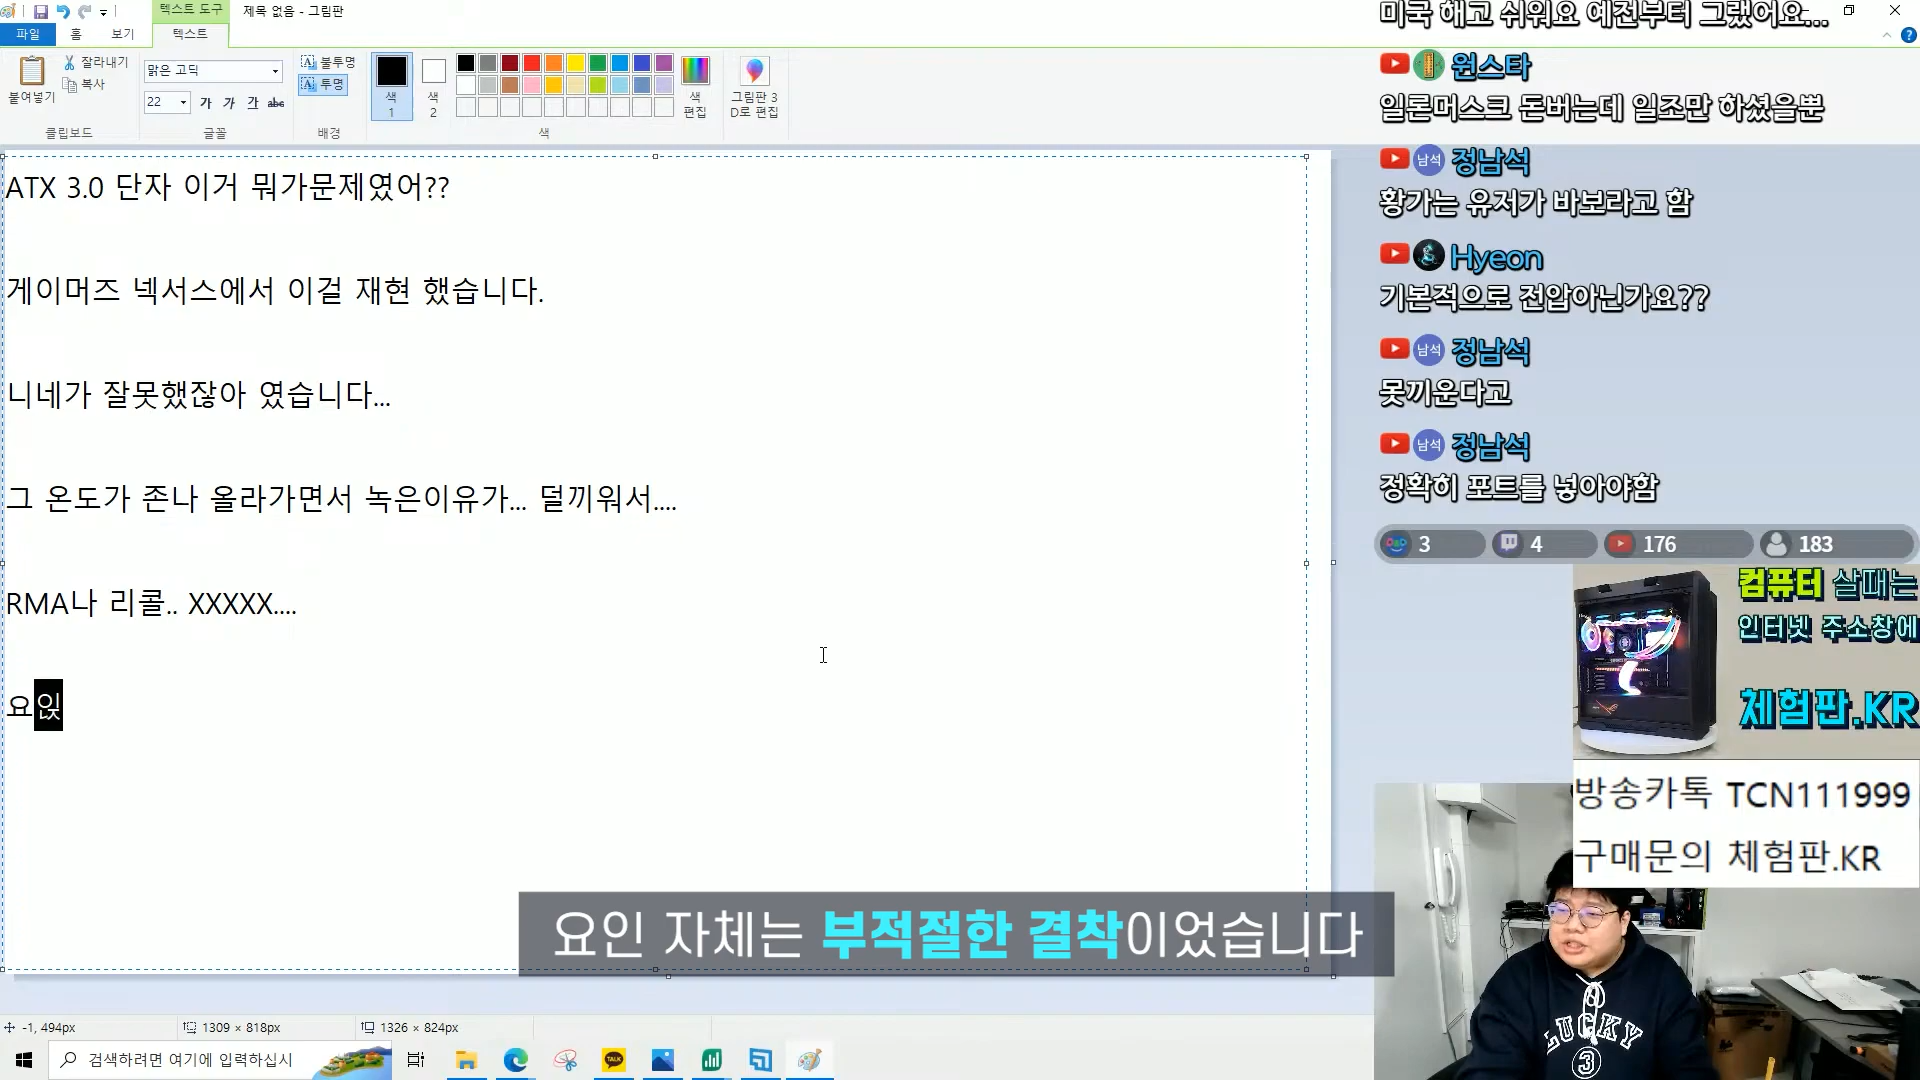 텍스트 도구
제목 없음 - 그림판
파일
홈
보기
텍스트
붙여넣기
잘라내기
복사
클립보드
맑은 고딕
22
가 가 가 abc
글꼴
불투명
투명
배경
색
1
색
2
색
편집
색
그림판 3
D로 편집
ATX 3.0 단자 이거 뭐가문제였어??
게이머즈 넥서스에서 이걸 재현 했습니다.
니네가 잘못했잖아 였습니다...
그 온도가 존나 올라가면서 녹은이유가... 덜끼워서....
RMA나 리콜.. XXXXX....
요잆
요인 자체는 부적절한 결착이었습니다
-1, 494px
1309 × 818px
1326 × 824px
검색하려면 여기에 입력하십시
TALK
미국 해고 쉬워요 예전부터 그랬어요...
원스타
일론머스크 돈버는데 일조만 하셨을뿐
남석 정남석
황가는 유저가 바보라고 함
Hyeon
기본적으로 전압아닌가요??
남석 정남석
못끼운다고
남석 정남석
정확히 포트를 넣아야함
3
4
176
183
컴퓨터 살때는
인터넷 주소창에
체험판.KR
방송카톡 TCN111999
구매문의 체험판.KR
LUCKY
3